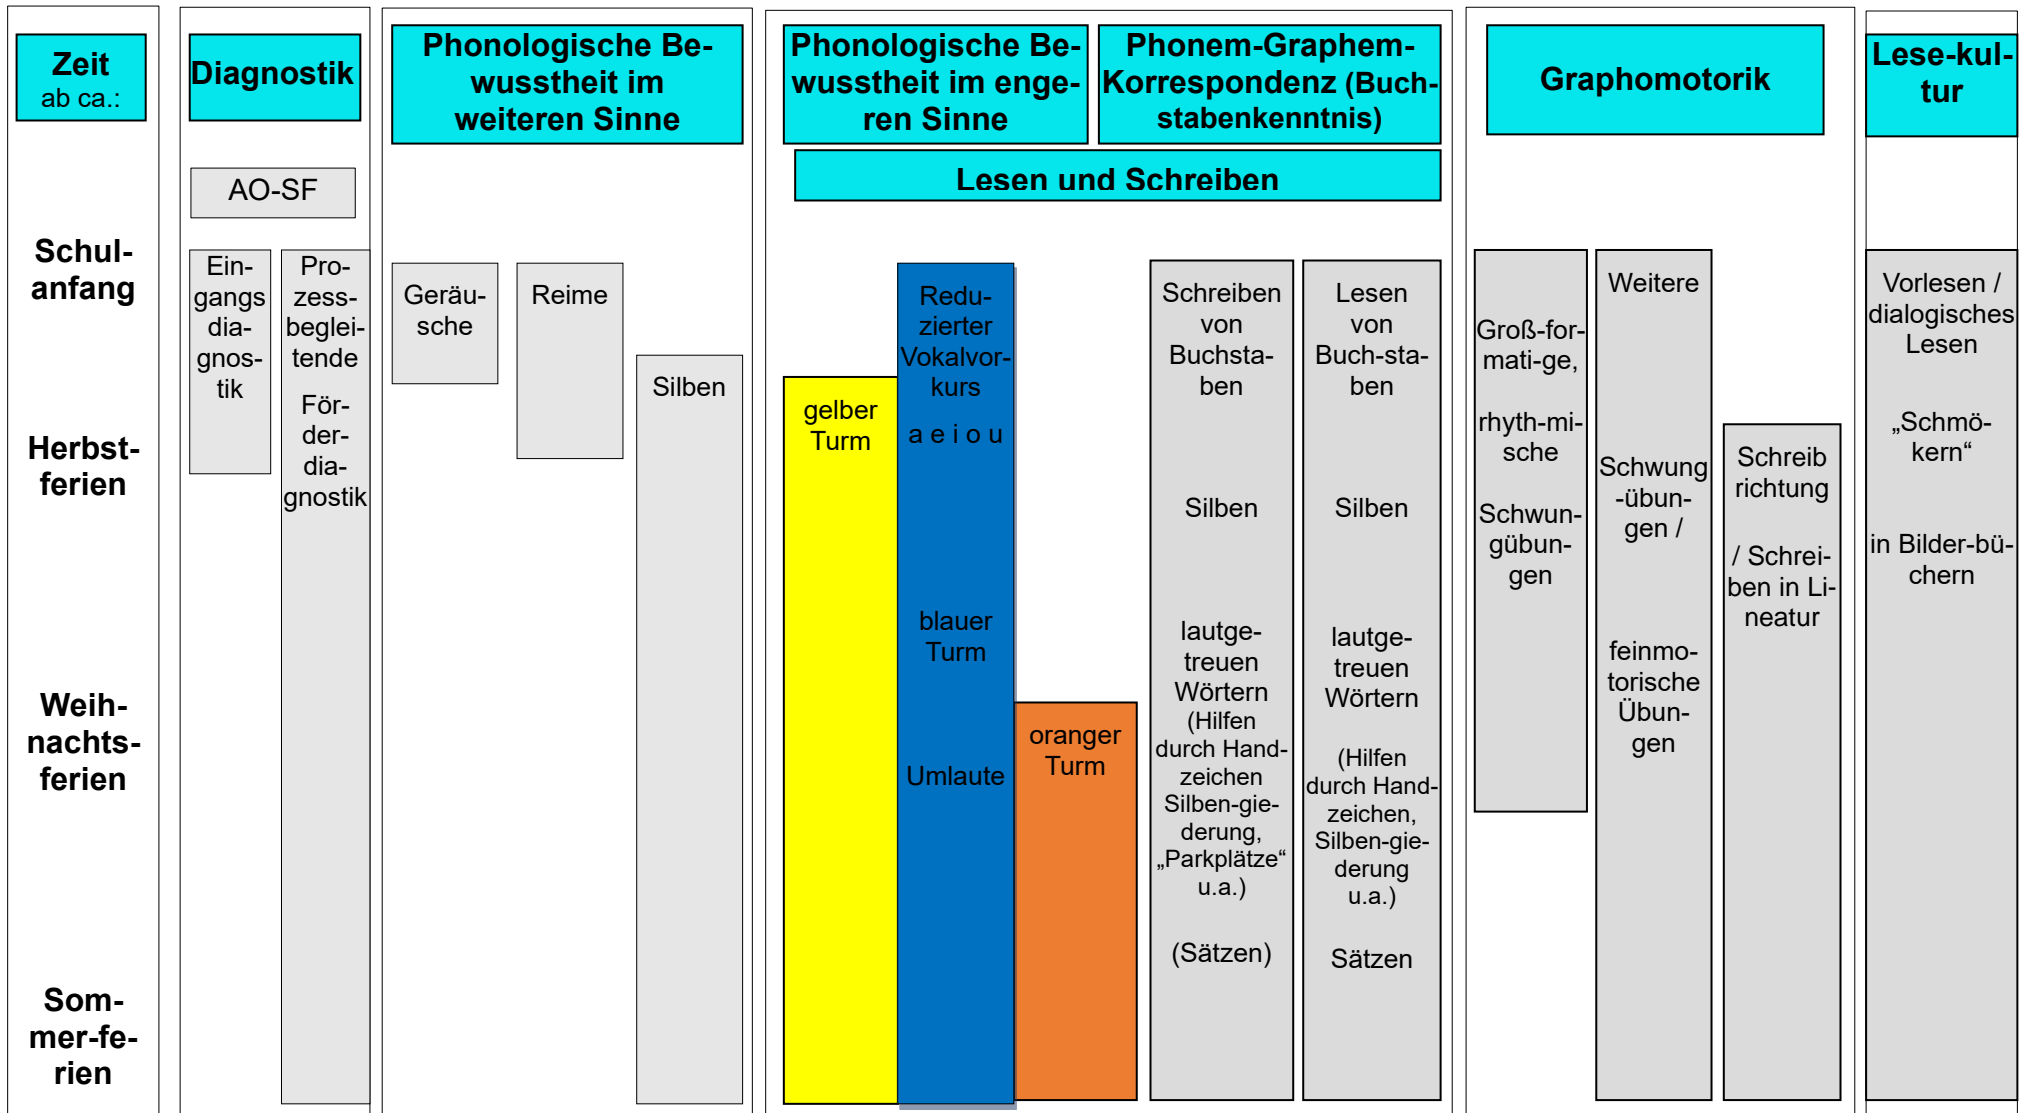 Zeit
ab ca.:
Schul-
anfang
Herbst-
ferien
Weih-
nachts-
ferien
Som-
mer-fe-
rien
Diagnostik
AO-SF
Ein-
gangs
dia-
gnos-
tik
Pro-
zess-
beglei-
tende
För-
der-
dia-
gnostik
Phonologische Be-
wusstheit im
weiteren Sinne
Geräu-
sche
Reime
Silben
Phonologische Be-
wusstheit im enge-
ren Sinne
Phonem-Graphem-
Korrespondenz (Buch-
stabenkenntnis)
Lesen und Schreiben
gelber
Turm
Redu-
zierter
Vokalvor-
kurs
a e i o u
blauer
Turm
Umlaute
oranger
Turm
Schreiben
von
Buchsta-
ben
Silben
lautge-
treuen
Wörtern
(Hilfen
durch Hand-
zeichen
Silben-gie-
derung,
„Parkplätze“
u.a.)
(Sätzen)
Lesen
von
Buch-sta-
ben
Silben
lautge-
treuen
Wörtern
(Hilfen
durch Hand-
zeichen,
Silben-gie-
derung
u.a.)
Sätzen
Graphomotorik
Groß-for-
mati-ge,
rhyth-mi-
sche
Schwun-
gübun-
gen
Weitere
Schwung
-übun-
gen /
feinmo-
torische
Übun-
gen
Schreib
richtung
/ Schrei-
ben in Li-
neatur
Lese-kul-
tur
Vorlesen /
dialogisches
Lesen
„Schmö-
kern“
in Bilder-bü-
chern